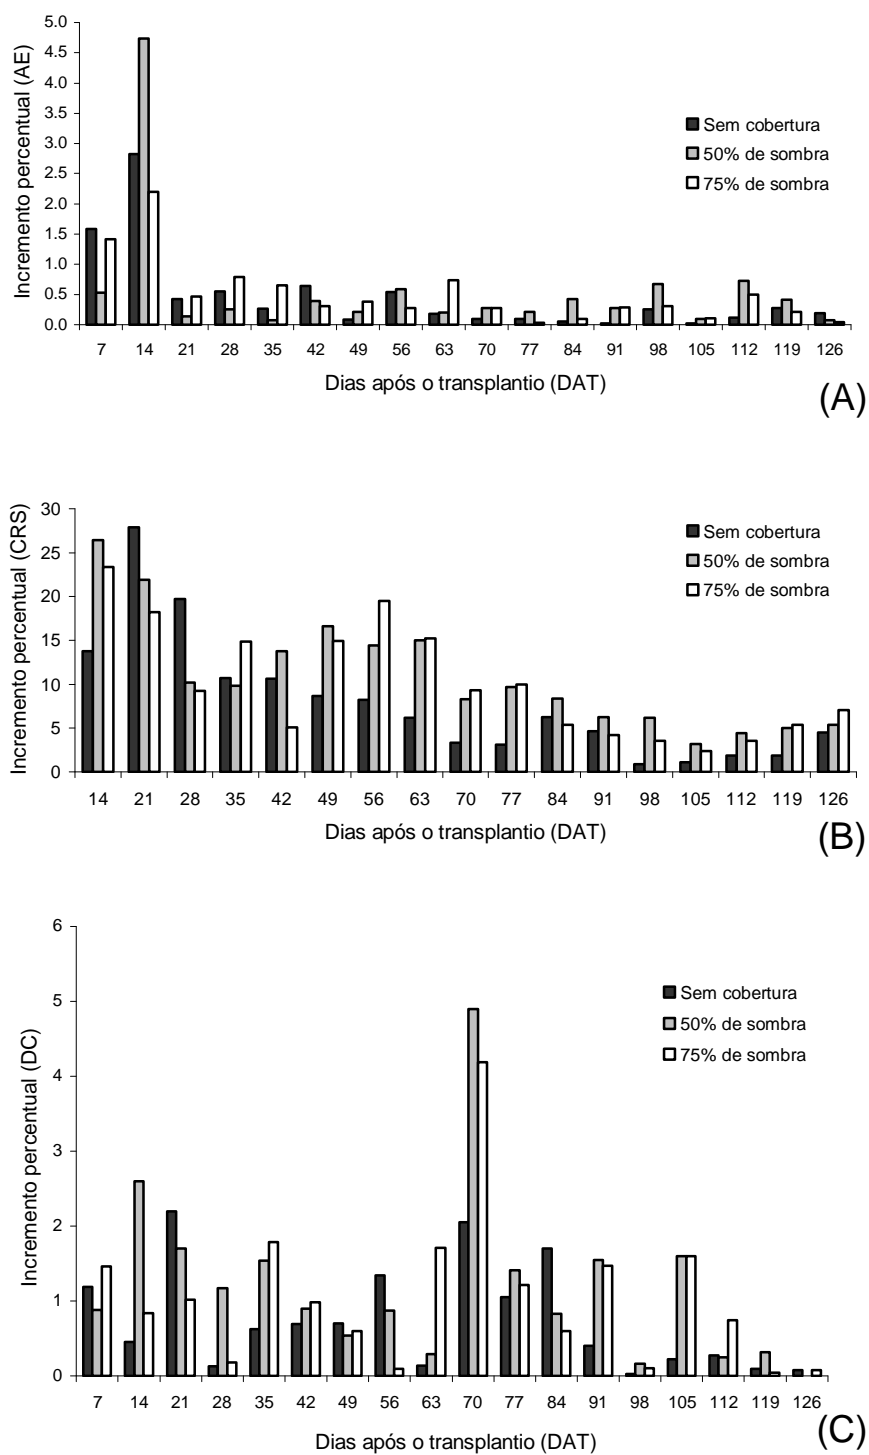 5.0
4.5
4.0
3.5
3.0
2.5
2.0
1.5
1.0
0.5
0.0
Incremento percentual (AE)
Sem cobertura
50% de sombra
75% de sombra
7 14 21 28 35 42 49 56 63 70 77 84 91 98 105 112 119 126
Dias após o transplantio (DAT)
(A)
30
25
20
15
10
5
0
Incremento percentual (CRS)
Sem cobertura
50% de sombra
75% de sombra
14 21 28 35 42 49 56 63 70 77 84 91 98 105 112 119 126
Dias após o transplantio (DAT)
(B)
6
5
4
3
2
1
0
Incremento percentual (DC)
Sem cobertura
50% de sombra
75% de sombra
7 14 21 28 35 42 49 56 63 70 77 84 91 98 105 112 119 126
Dias após o transplantio (DAT)
(C)